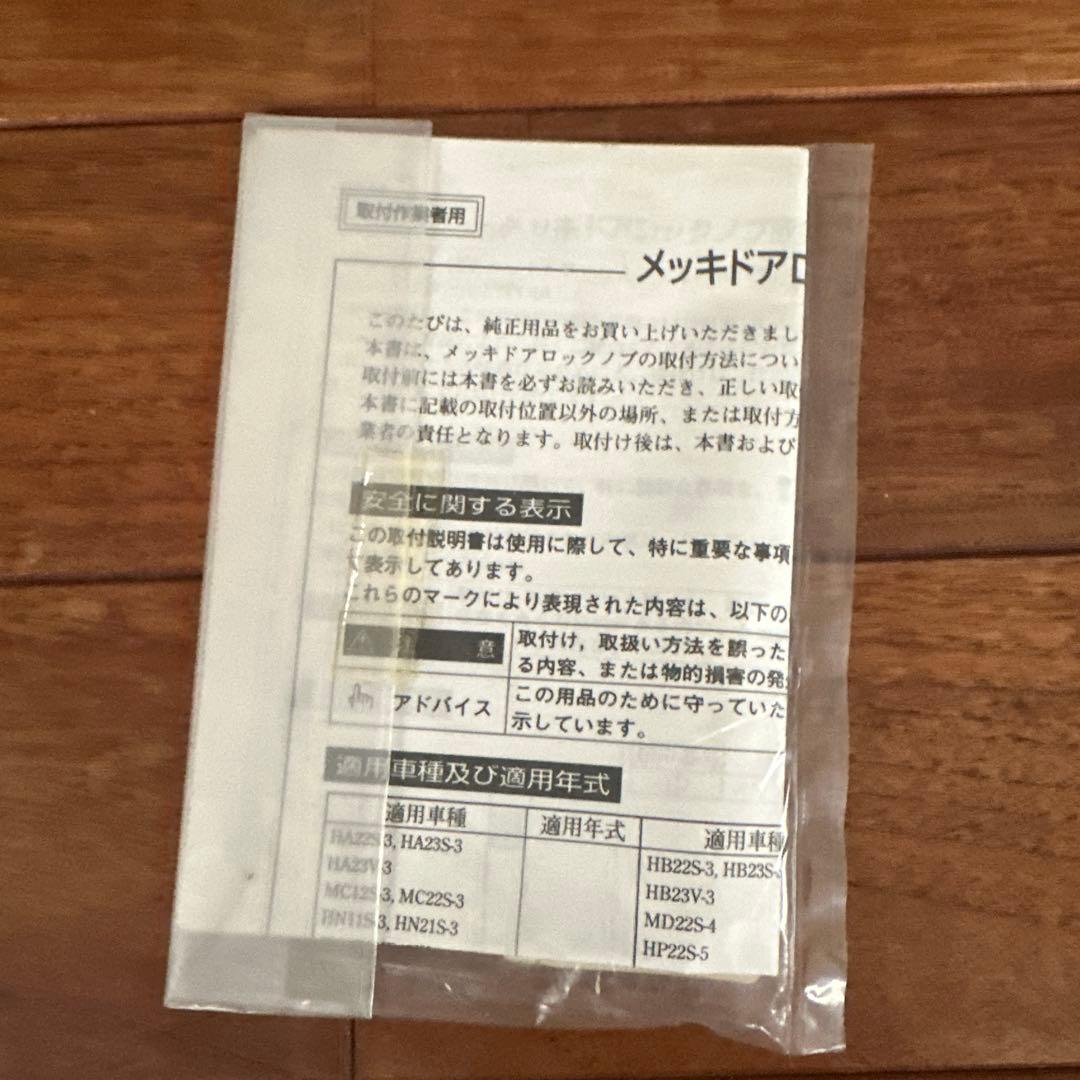 取付作業者用
メッキドアロ
このたびは、純正用品をお買い上げいただきまし
本書は、メッキドアロックノブの取付方法につい
取付前には本書を必ずお読みいただき、正しい取
本書に記載の取付位置以外の場所、または取付方
業者の責任となります。取付け後は、本書および
安全に関する表示
この取付説明書は使用に際して、特に重要な事項
て表示してあります。
これらのマークにより表現された内容は、以下の
注意
取付け，取扱い方法を誤った
る内容、または物的損害の発
アドバイス
この用品のために守っていた
示しています。
適用車種及び適用年式
適用車種 適用年式 適用車種
HA22S-3, HA23S-3 HB22S-3, HB23S-
HA23V-3 HB23V-3
MC12S-3, MC22S-3 MD22S-4
HN11S-3, HN21S-3 HP22S-5